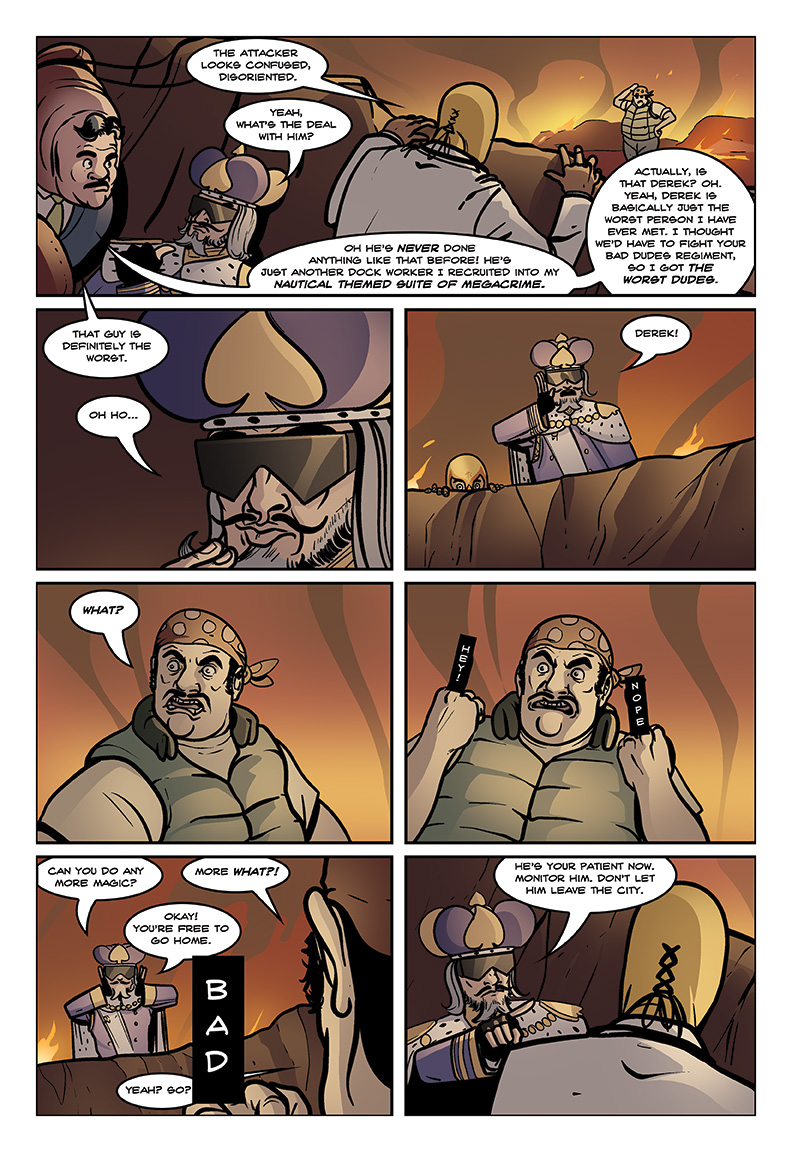 THE ATTACKER
LOOKS CONFUSED,
DISORIENTED.
YEAH,
WHAT'S THE DEAL
WITH HIM?
OH HE'S NEVER DONE
ANYTHING LIKE THAT BEFORE! HE'S
JUST ANOTHER DOCK WORKER I RECRUITED INTO MY
NAUTICAL THEMED SUITE OF MEGACRIME.
ACTUALLY, IS
THAT DEREK? OH.
YEAH, DEREK IS
BASICALLY JUST THE
WORST PERSON I HAVE
EVER MET. I THOUGHT
WE'D HAVE TO FIGHT YOUR
BAD DUDES REGIMENT,
SO I GOT THE
WORST DUDES.
THAT GUY IS
DEFINITELY THE
WORST.
OH HO...
DEREK!
WHAT?
HEY!
NOPE
CAN YOU DO ANY
MORE MAGIC?
MORE WHAT?!
OKAY!
YOU'RE FREE TO
GO HOME.
BAD
YEAH? SO?
HE'S YOUR PATIENT NOW.
MONITOR HIM. DON'T LET
HIM LEAVE THE CITY.